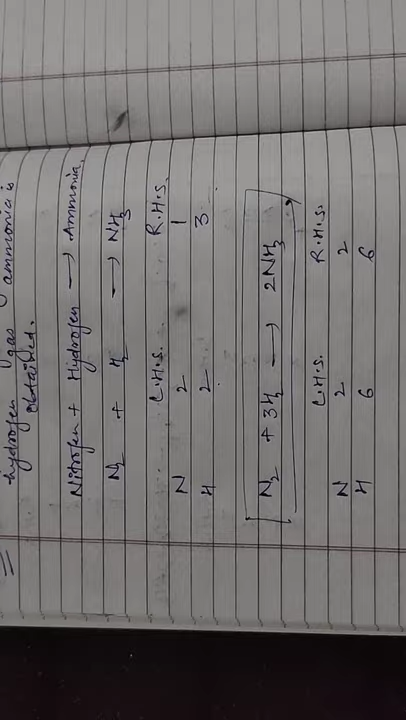 hydrogen gas ammonia is
obtained.
Nitrogen + Hydrogen → Ammonia.
N₂ + H₂ → NH₃
L.H.S. R.H.S.
N 2 1
H 2 3
N₂ + 3H₂ → 2NH₃
L.H.S. R.H.S.
N 2 2
H 6 6